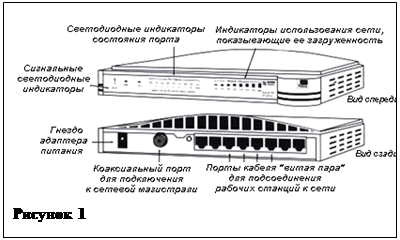 Светодиодные индикаторы
состояния порта
Индикаторы использования сети,
показывающие ее загруженность
Сигнальные
светодиодные
индикаторы
Вид спереди
Гнездо
адаптера
питания
Вид сзади
Коаксиальный порт
для подключения
к сетевой магистрали
Порты кабеля "витая пара"
для подсоединения
рабочих станций к сети
Рисунок 1